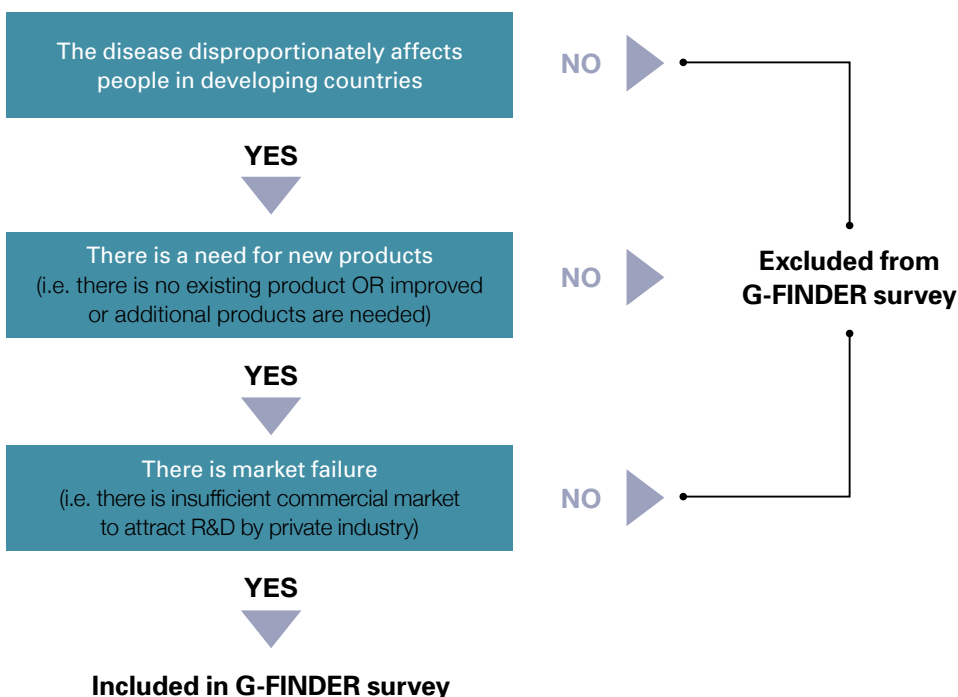 The disease disproportionately affects
people in developing countries
NO
YES
There is a need for new products
(i.e. there is no existing product OR improved
or additional products are needed)
NO
Excluded from
G-FINDER survey
YES
There is market failure
(i.e. there is insufficient commercial market
to attract R&D by private industry)
NO
YES
Included in G-FINDER survey